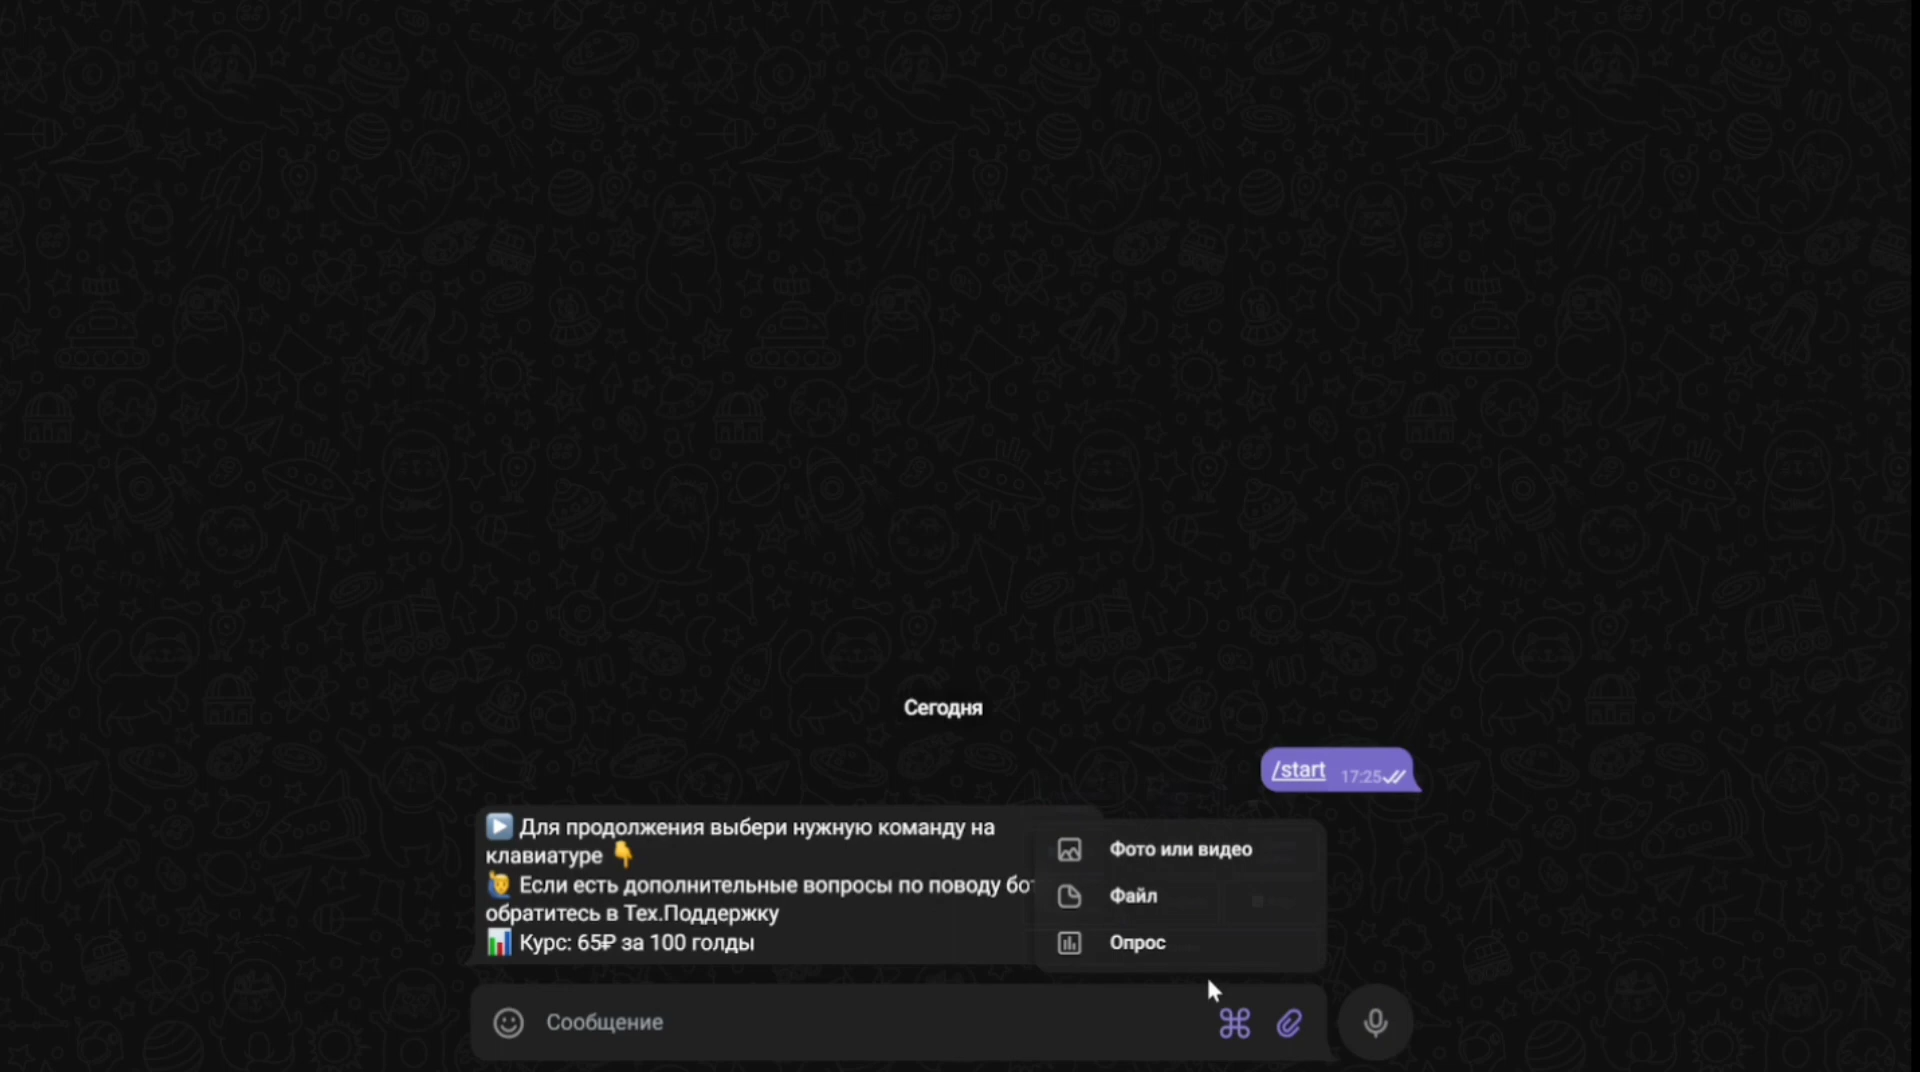 Сегодня
/start 17:25
Для продолжения выбери нужную команду на
клавиатуре
Если есть дополнительные вопросы по поводу
обратитесь в Тех.Поддержку
Курс: 65₽ за 100 голды
Фото или видео
Файл
Опрос
Сообщение